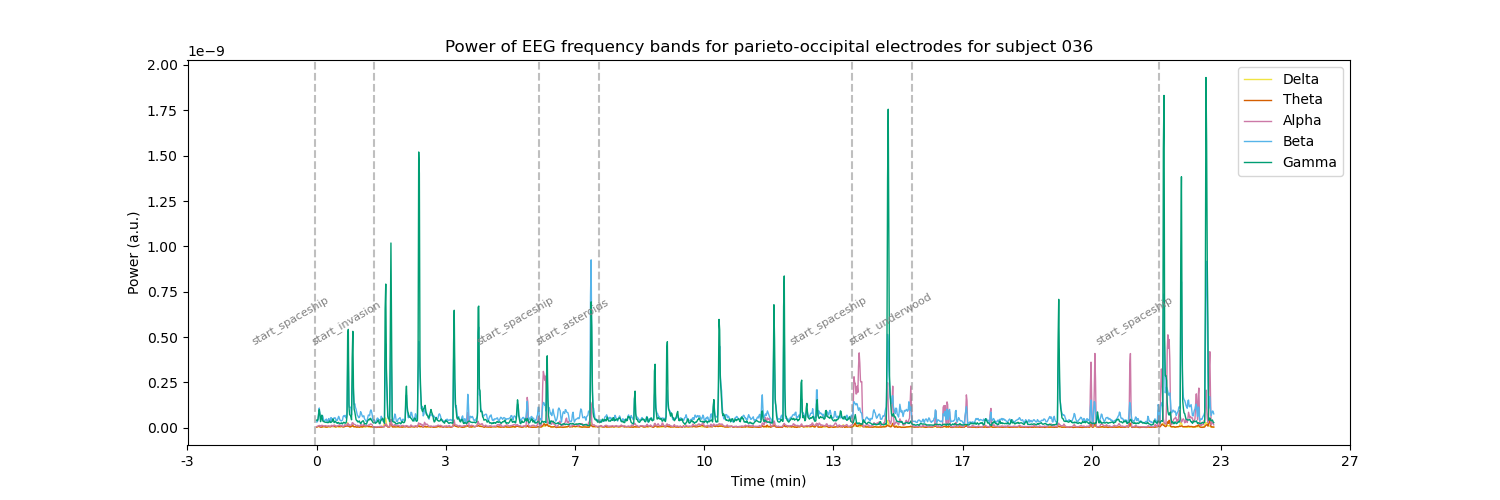 Power of EEG frequency bands for parieto-occipital electrodes for subject 036
1e−9
2.00
1.75
1.50
1.25
1.00
0.75
0.50
0.25
0.00
Power (a.u.)
start_spaceship
start_invasion
start_spaceship
start_asteroids
start_spaceship
start_underwood
start_spaceship
Delta
Theta
Alpha
Beta
Gamma
-3
0
3
7
10
13
17
20
23
27
Time (min)